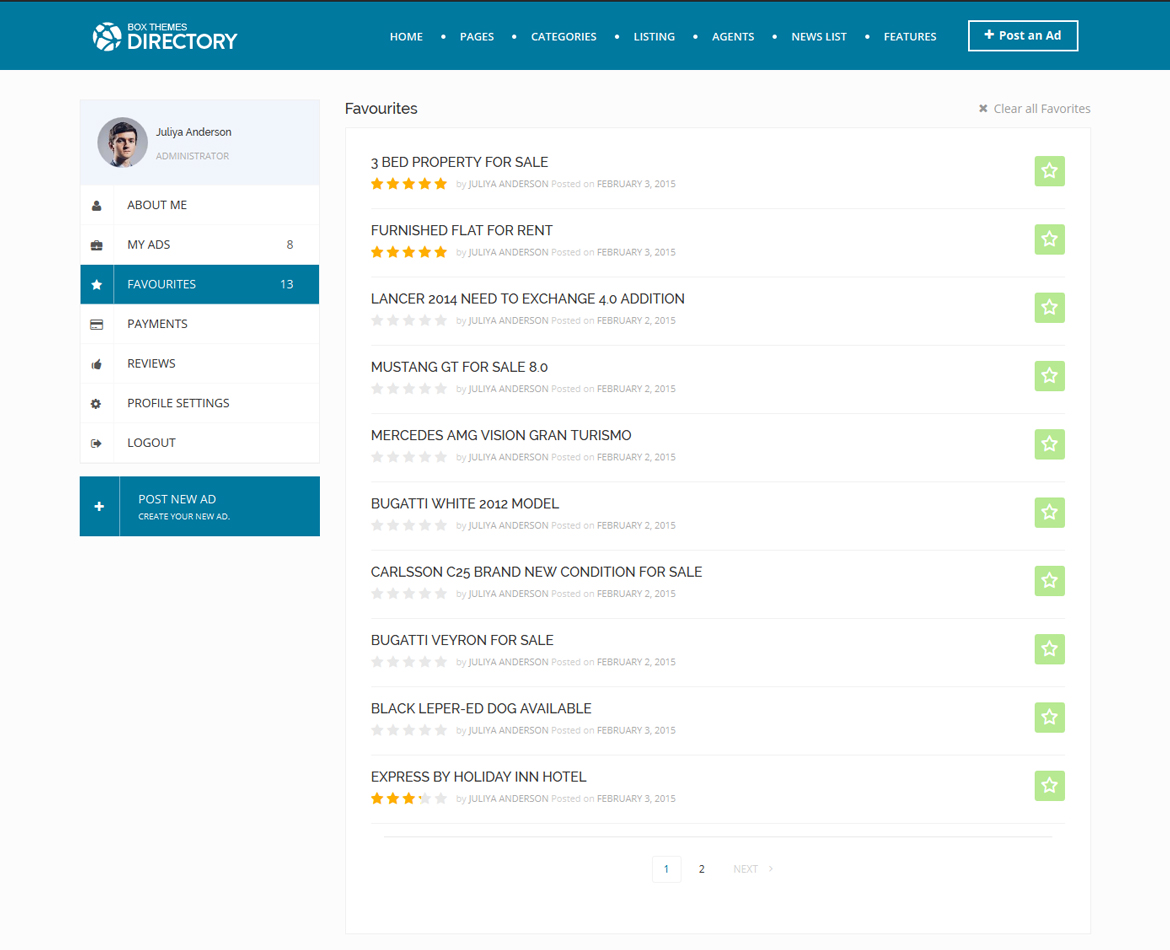 BOX THEMES
DIRECTORY
HOME • PAGES • CATEGORIES • LISTING • AGENTS • NEWS LIST • FEATURES
+ Post an Ad
Juliya Anderson
ADMINISTRATOR
ABOUT ME
MY ADS 8
FAVOURITES 13
PAYMENTS
REVIEWS
PROFILE SETTINGS
LOGOUT
POST NEW AD
CREATE YOUR NEW AD.
Favourites
✖ Clear all Favorites
3 BED PROPERTY FOR SALE
by JULIYA ANDERSON Posted on FEBRUARY 3, 2015
FURNISHED FLAT FOR RENT
by JULIYA ANDERSON Posted on FEBRUARY 3, 2015
LANCER 2014 NEED TO EXCHANGE 4.0 ADDITION
by JULIYA ANDERSON Posted on FEBRUARY 2, 2015
MUSTANG GT FOR SALE 8.0
by JULIYA ANDERSON Posted on FEBRUARY 2, 2015
MERCEDES AMG VISION GRAN TURISMO
by JULIYA ANDERSON Posted on FEBRUARY 2, 2015
BUGATTI WHITE 2012 MODEL
by JULIYA ANDERSON Posted on FEBRUARY 2, 2015
CARLSSON C25 BRAND NEW CONDITION FOR SALE
by JULIYA ANDERSON Posted on FEBRUARY 2, 2015
BUGATTI VEYRON FOR SALE
by JULIYA ANDERSON Posted on FEBRUARY 2, 2015
BLACK LEPER-ED DOG AVAILABLE
by JULIYA ANDERSON Posted on FEBRUARY 3, 2015
EXPRESS BY HOLIDAY INN HOTEL
by JULIYA ANDERSON Posted on FEBRUARY 3, 2015
1 2 NEXT >